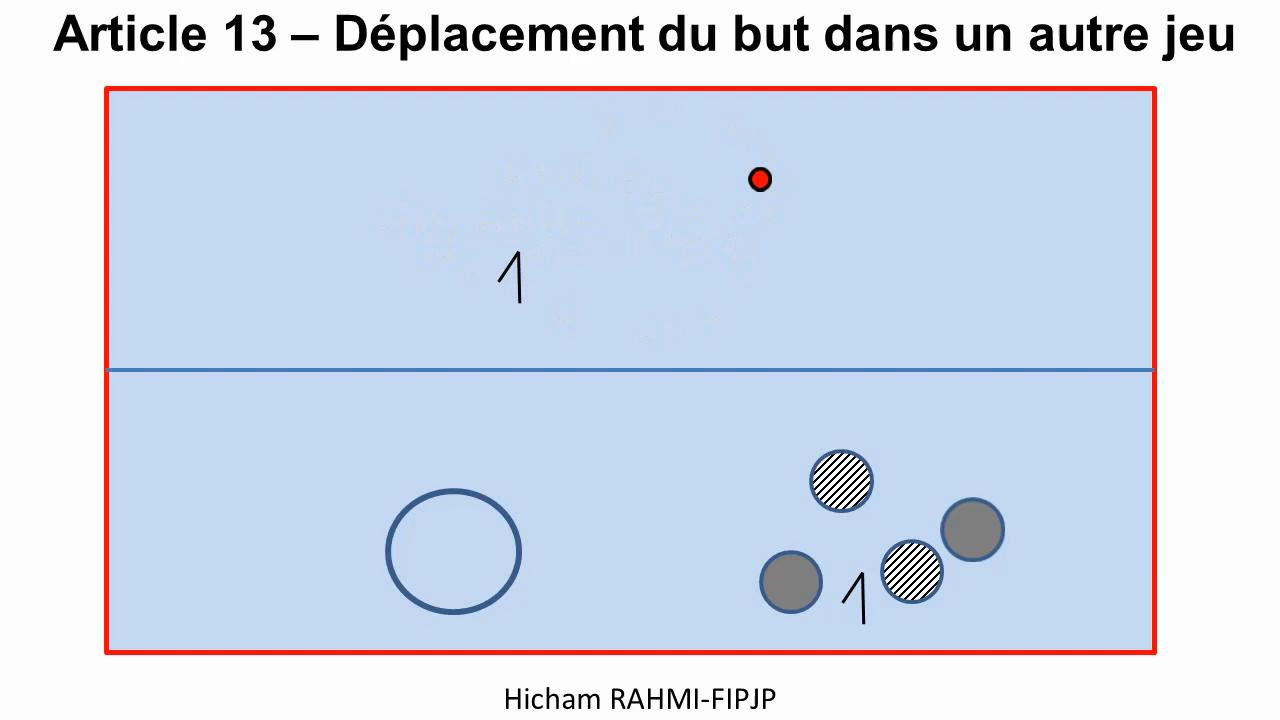 Article 13 – Déplacement du but dans un autre jeu
1
1
Hicham RAHMI-FIPJP